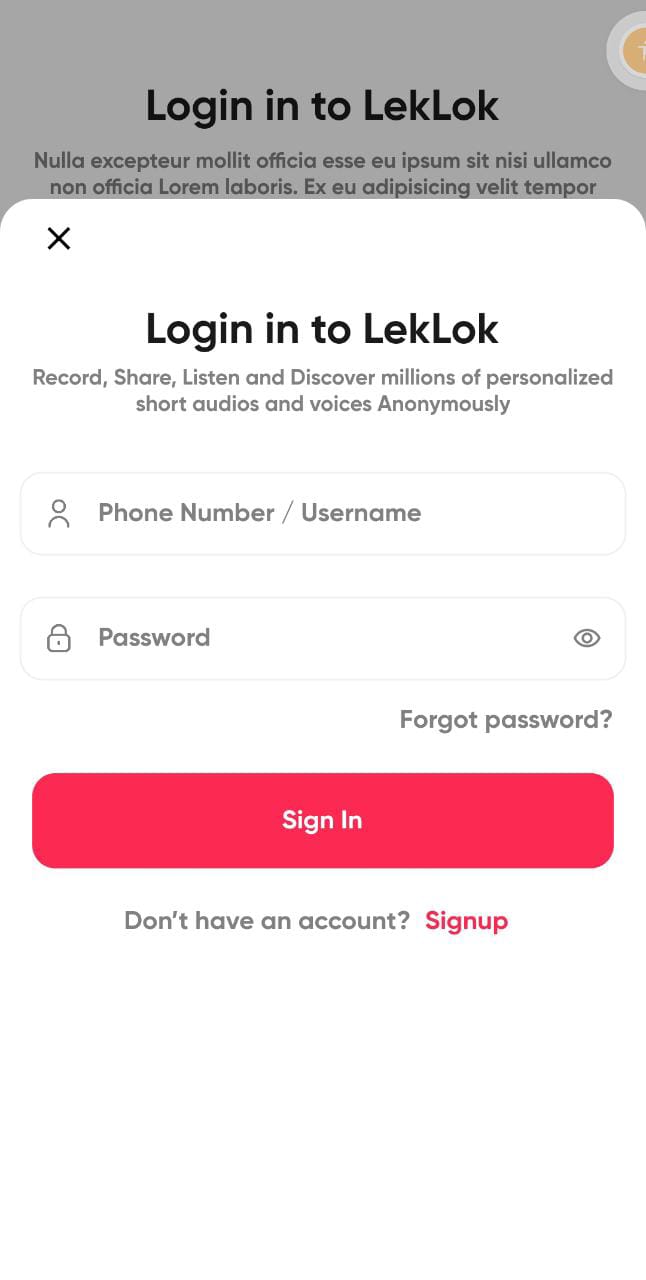 Login in to LekLok
Nulla excepteur mollit officia esse eu ipsum sit nisi ullamco
non officia Lorem laboris. Ex eu adipisicing velit tempor
Login in to LekLok
Record, Share, Listen and Discover millions of personalized
short audios and voices Anonymously
Phone Number / Username
Password
Forgot password?
Sign In
Don’t have an account? Signup